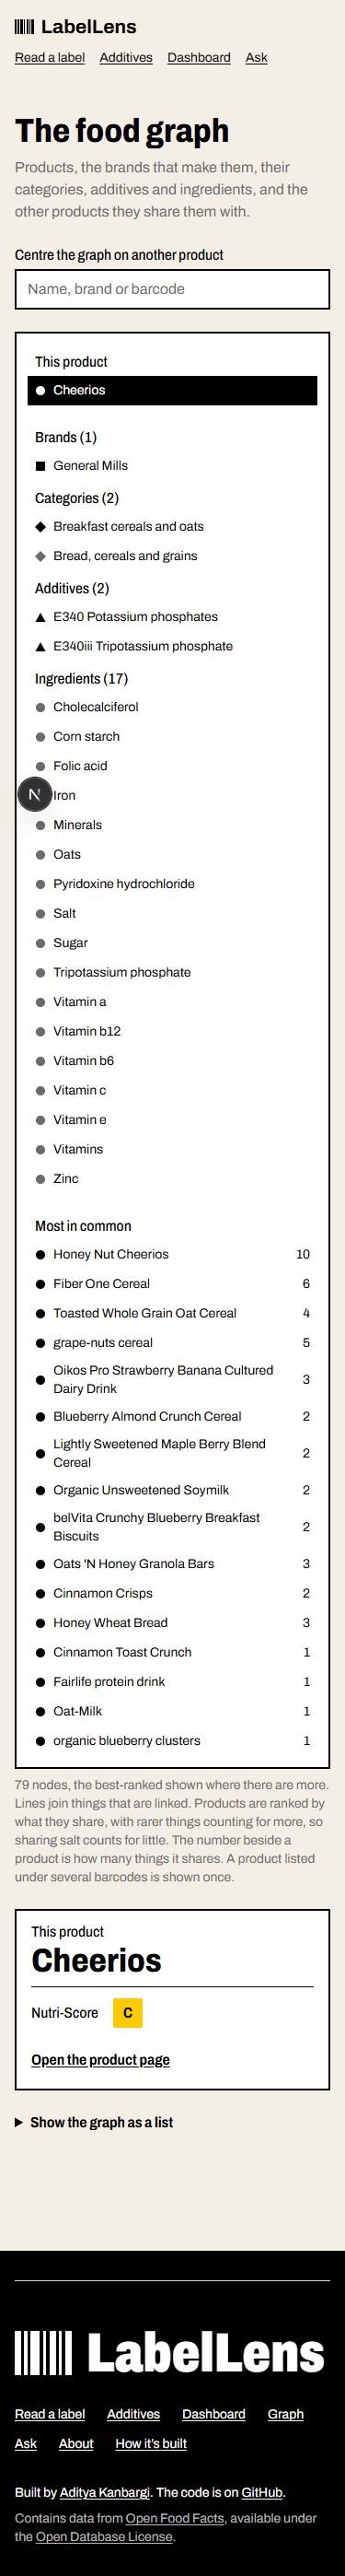 LabelLens
Read a label Additives Dashboard Ask
The food graph
Products, the brands that make them, their
categories, additives and ingredients, and the
other products they share them with.
Centre the graph on another product
Name, brand or barcode
This product
Cheerios
Brands (1)
General Mills
Categories (2)
Breakfast cereals and oats
Bread, cereals and grains
Additives (2)
E340 Potassium phosphates
E340iii Tripotassium phosphate
Ingredients (17)
Cholecalciferol
Corn starch
Folic acid
N
Iron
Minerals
Oats
Pyridoxine hydrochloride
Salt
Sugar
Tripotassium phosphate
Vitamin a
Vitamin b12
Vitamin b6
Vitamin c
Vitamin e
Vitamins
Zinc
Most in common
Honey Nut Cheerios 10
Fiber One Cereal 6
Toasted Whole Grain Oat Cereal 4
grape-nuts cereal 5
Oikos Pro Strawberry Banana Cultured
Dairy Drink 3
Blueberry Almond Crunch Cereal 2
Lightly Sweetened Maple Berry Blend
Cereal 2
Organic Unsweetened Soymilk 2
belVita Crunchy Blueberry Breakfast
Biscuits 2
Oats 'N Honey Granola Bars 3
Cinnamon Crisps 2
Honey Wheat Bread 3
Cinnamon Toast Crunch 1
Fairlife protein drink 1
Oat-Milk 1
organic blueberry clusters 1
79 nodes, the best-ranked shown where there are more.
Lines join things that are linked. Products are ranked by
what they share, with rarer things counting for more, so
sharing salt counts for little. The number beside a
product is how many things it shares. A product listed
under several barcodes is shown once.
This product
Cheerios
Nutri-Score C
Open the product page
Show the graph as a list
LabelLens
Read a label Additives Dashboard Graph
Ask About How it's built
Built by Aditya Kanbargi. The code is on GitHub.
Contains data from Open Food Facts, available under
the Open Database License.